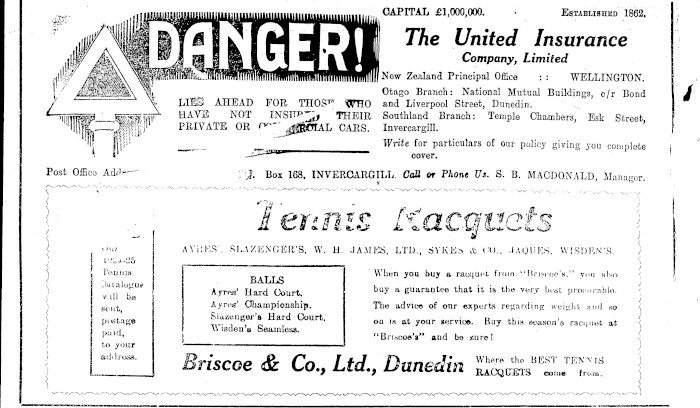 DANGER!
LIES AHEAD FOR THOSE WHO
HAVE NOT INSURED THEIR
PRIVATE OR CARS.
CAPITAL £1,000,000. ESTABLISHED 1862.
The United Insurance
Company, Limited
New Zealand Principal Office :: WELLINGTON.
Otago Branch: National Mutual Buildings, c/r Bond
and Liverpool Street, Dunedin.
Southland Branch: Temple Chambers, Esk Street,
Invercargill.
Write for particulars of our policy giving you complete
cover.
Post Office Box 168, INVERCARGILL. Call or Phone Us. S. B. MACDONALD, Manager.
Tennis Racquets
AYRES', SLAZENGER'S, W. H. JAMES, LTD., SYKES & CO., JAQUES, WISDEN'S.
Our
1924-25
Tennis
Catalogue
will be
sent,
postage
paid,
to your
address.
BALLS
Ayres' Hard Court.
Ayres' Championship.
Slazenger's Hard Court.
Wisden's Seamless.
When you buy a racquet from "Briscoe's." you also
buy a guarantee that it is the very best procurable.
The advice of our experts regarding weight and so
on is at your service. Buy this season's racquet at
"Briscoe's" and be sure!
Briscoe & Co., Ltd., Dunedin
Where the BEST TENNIS
RACQUETS come from.